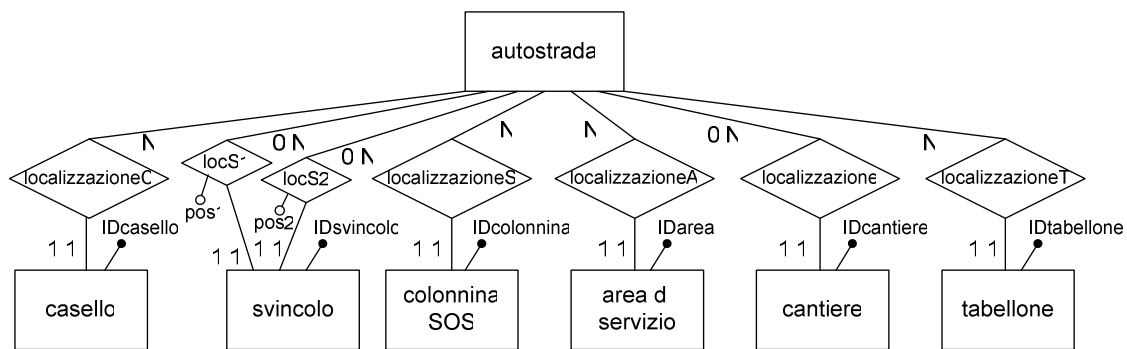 autostrada
N
0 N
0 N
N
N
0 N
N
localizzazioneC
locS1
locS2
localizzazioneS
localizzazioneA
localizzazione
localizzazioneT
pos1
pos2
IDcasello
IDsvincolo
IDcolonnina
IDarea
IDcantiere
IDtabellone
1 1
1 1
1 1
1 1
1 1
1 1
1 1
casello
svincolo
colonnina
SOS
area d
servizio
cantiere
tabellone